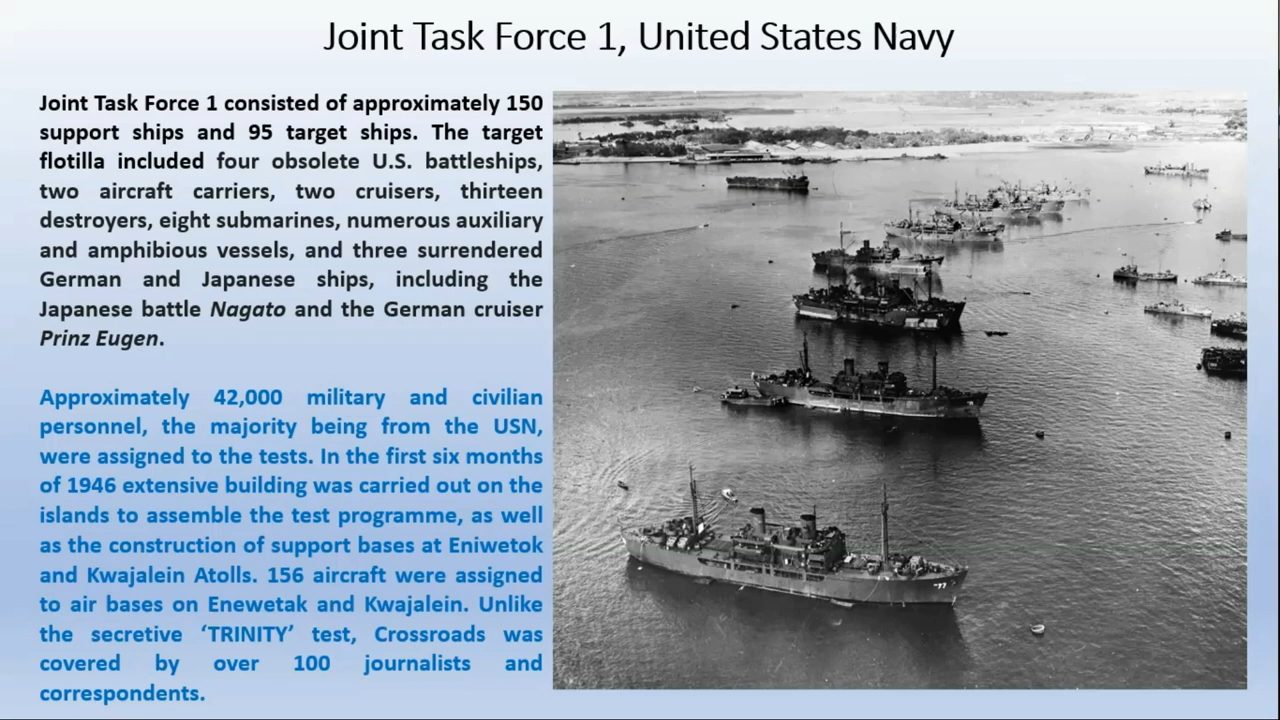 Joint Task Force 1, United States Navy
Joint Task Force 1 consisted of approximately 150
support ships and 95 target ships. The target
flotilla included four obsolete U.S. battleships,
two aircraft carriers, two cruisers, thirteen
destroyers, eight submarines, numerous auxiliary
and amphibious vessels, and three surrendered
German and Japanese ships, including the
Japanese battle Nagato and the German cruiser
Prinz Eugen.
Approximately 42,000 military and civilian
personnel, the majority being from the USN,
were assigned to the tests. In the first six months
of 1946 extensive building was carried out on the
islands to assemble the test programme, as well
as the construction of support bases at Eniwetok
and Kwajalein Atolls. 156 aircraft were assigned
to air bases on Enewetak and Kwajalein. Unlike
the secretive ‘TRINITY’ test, Crossroads was
covered by over 100 journalists and
correspondents.
77